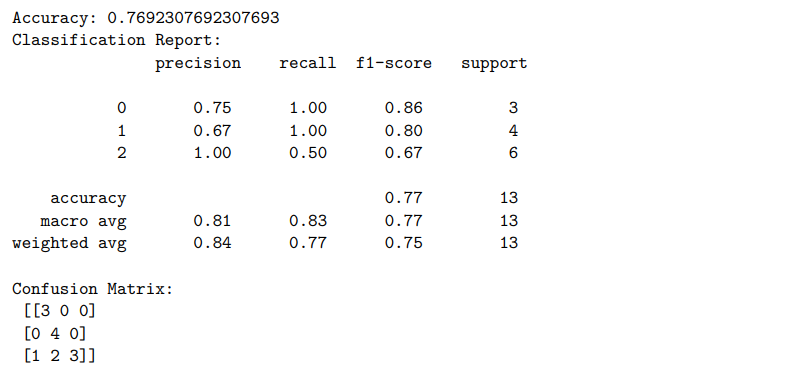 Accuracy: 0.7692307692307693
Classification Report:
              precision    recall  f1-score   support

           0       0.75      1.00      0.86         3
           1       0.67      1.00      0.80         4
           2       1.00      0.50      0.67         6

    accuracy                           0.77        13
   macro avg       0.81      0.83      0.77        13
weighted avg       0.84      0.77      0.75        13

Confusion Matrix:
 [[3 0 0]
 [0 4 0]
 [1 2 3]]